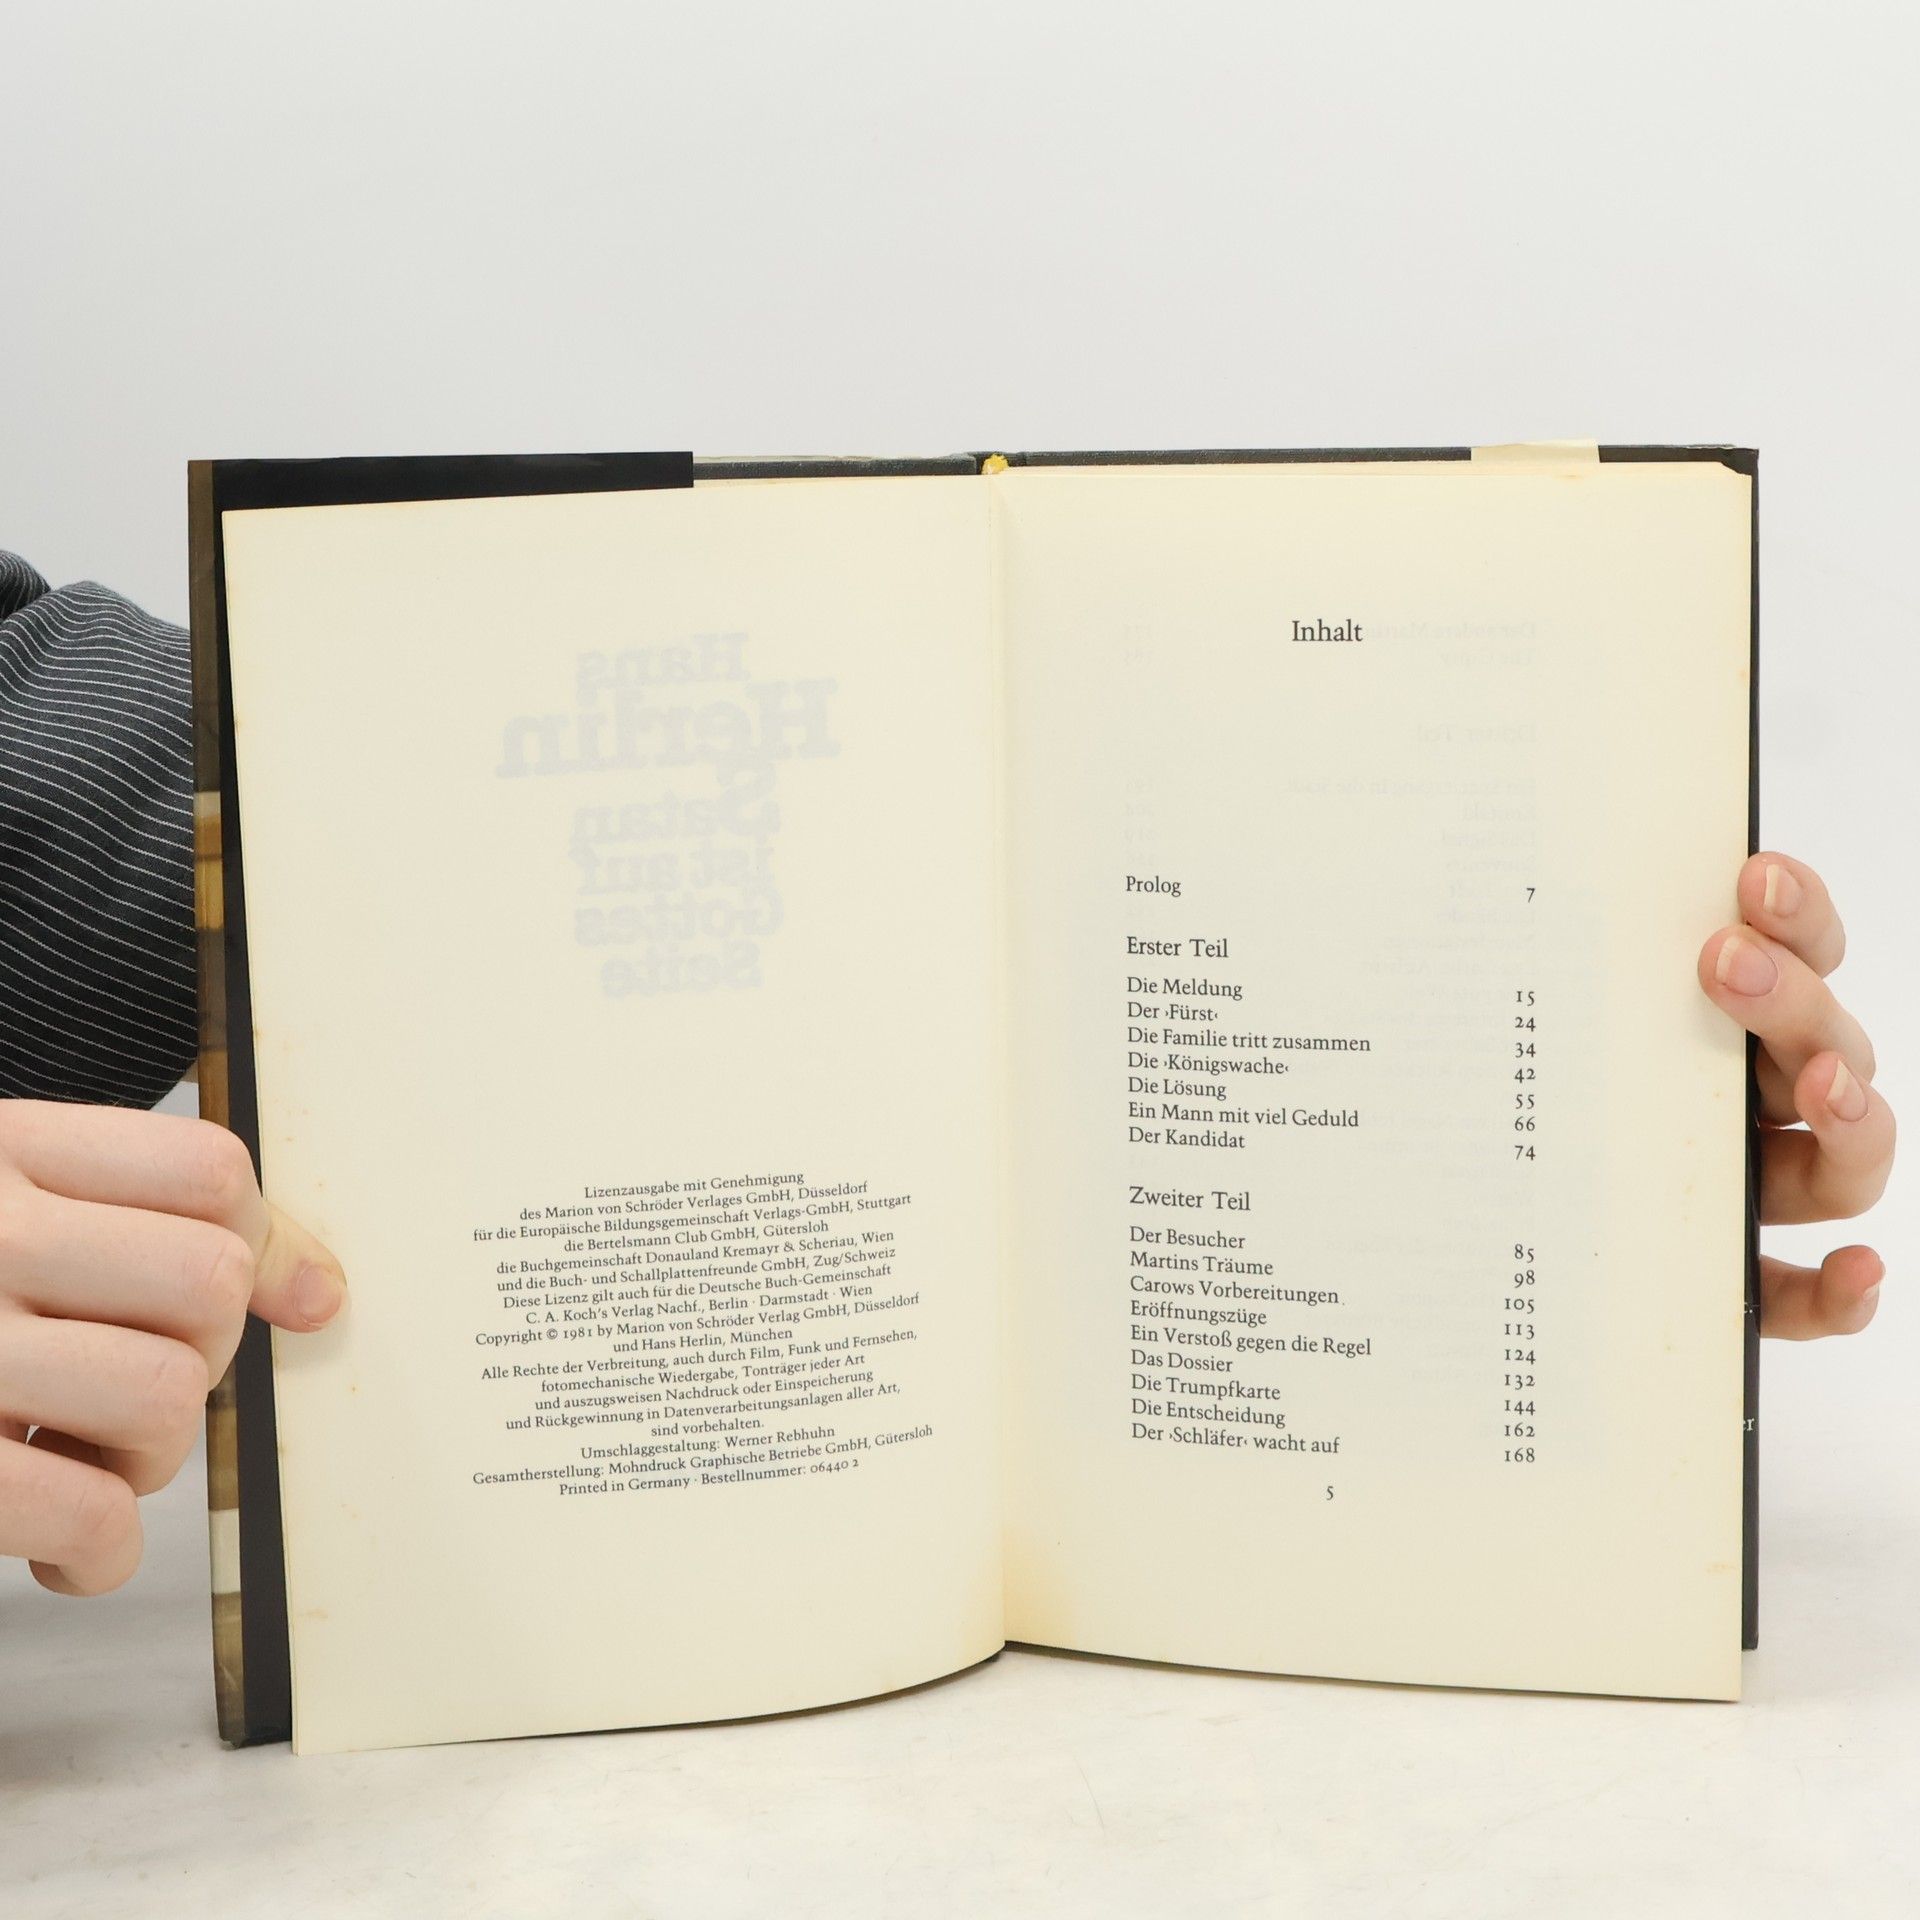 Hans
Herlin
Satan
ist auf
Gottes
Seite
Lizenzausgabe mit Genehmigung
des Marion von Schröder Verlages GmbH, Düsseldorf
für die Europäische Bildungsgemeinschaft Verlags-GmbH, Stuttgart
die Bertelsmann Club GmbH, Gütersloh
die Buchgemeinschaft Donauland Kremayr & Scheriau, Wien
und die Buch- und Schallplattenfreunde GmbH, Zug/Schweiz
Diese Lizenz gilt auch für die Deutsche Buch-Gemeinschaft
C. A. Koch's Verlag Nachf., Berlin · Darmstadt · Wien
Copyright © 1981 by Marion von Schröder Verlag GmbH, Düsseldorf
und Hans Herlin, München
Alle Rechte der Verbreitung, auch durch Film, Funk und Fernsehen,
fotomechanische Wiedergabe, Tonträger jeder Art
und auszugsweisen Nachdruck oder Einspeicherung
und Rückgewinnung in Datenverarbeitungsanlagen aller Art,
sind vorbehalten.
Umschlaggestaltung: Werner Rebhuhn
Gesamtherstellung: Mohndruck Graphische Betriebe GmbH, Gütersloh
Printed in Germany · Bestellnummer: 06440 2
Inhalt
Prolog 7
Erster Teil
Die Meldung 15
Der ›Fürst‹ 24
Die Familie tritt zusammen 34
Die ›Königswache‹ 42
Die Lösung 55
Ein Mann mit viel Geduld 66
Der Kandidat 74
Zweiter Teil
Der Besucher 85
Martins Träume 98
Carows Vorbereitungen 105
Eröffnungszüge 113
Ein Verstoß gegen die Regel 124
Das Dossier 132
Die Trumpfkarte 144
Die Entscheidung 162
Der ›Schläfer‹ wacht auf 168
5